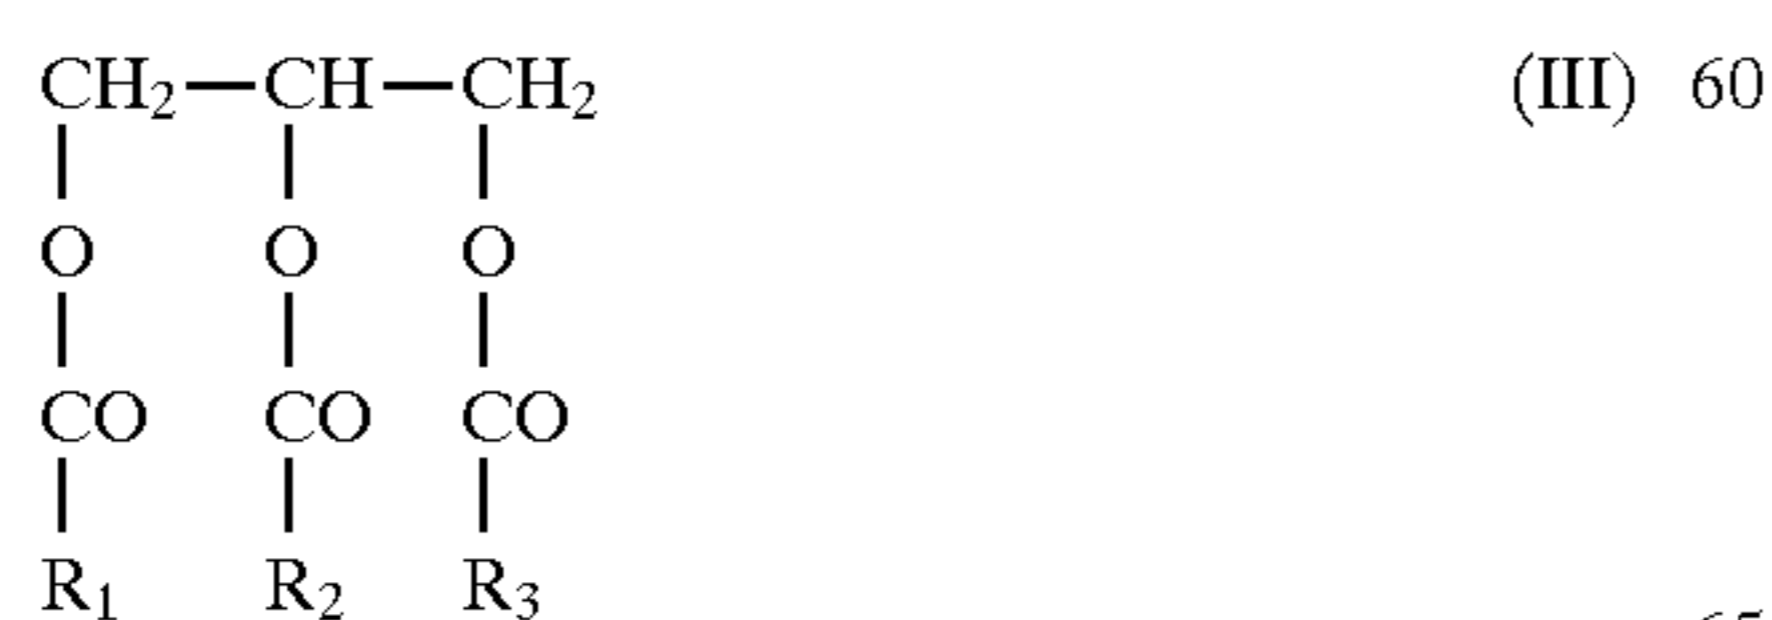 CH₂—CH—CH₂ (III) 60
O O O
CO CO CO
R₁ R₂ R₃